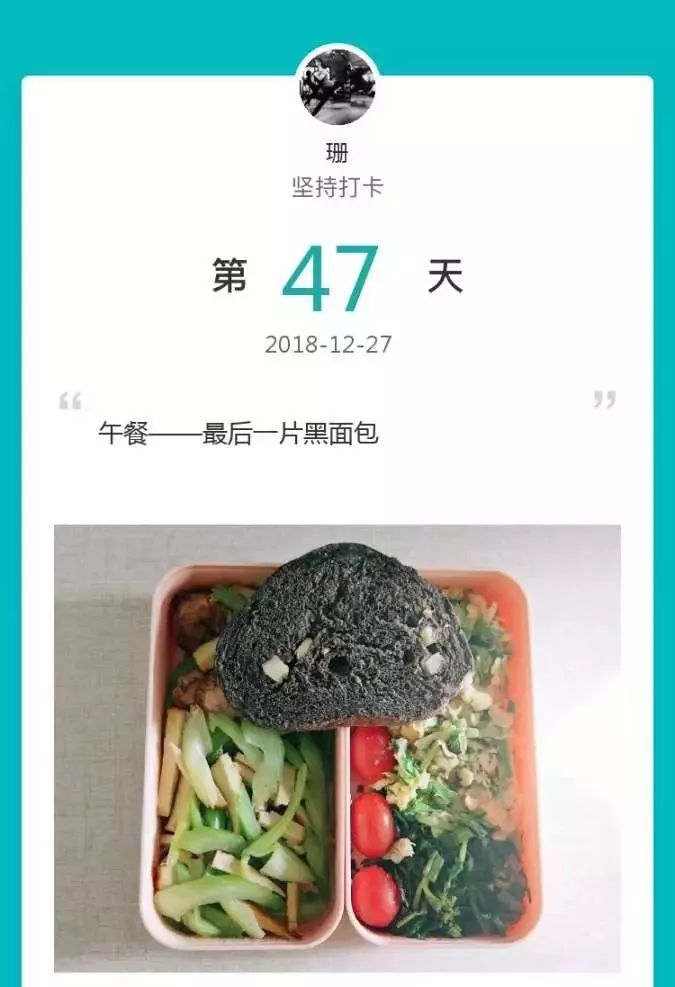 珊
坚持打卡
第 47 天
2018-12-27
“ ”
午餐——最后一片黑面包